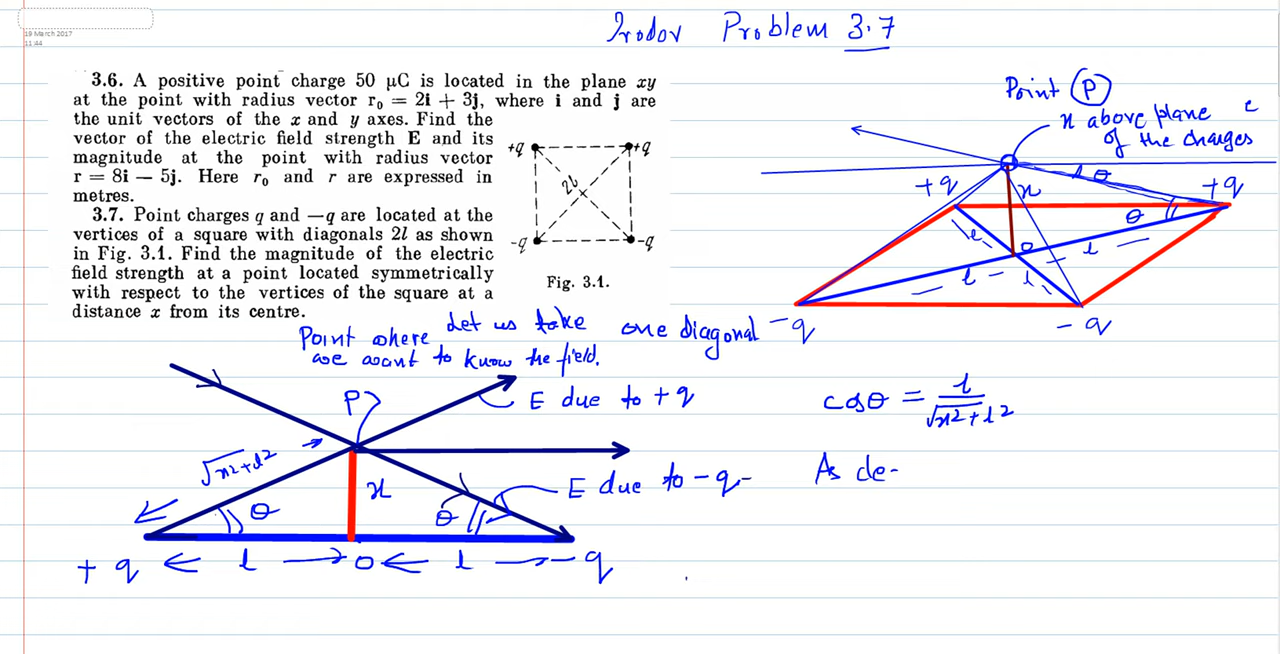 19 March 2017
11:44
Irodov Problem 3.7
3.6. A positive point charge 50 μC is located in the plane xy
at the point with radius vector r₀ = 2i + 3j, where i and j are
the unit vectors of the x and y axes. Find the
vector of the electric field strength E and its
magnitude at the point with radius vector
r = 8i — 5j. Here r₀ and r are expressed in
metres.
3.7. Point charges q and —q are located at the
vertices of a square with diagonals 2l as shown
in Fig. 3.1. Find the magnitude of the electric
field strength at a point located symmetrically
with respect to the vertices of the square at a
distance x from its centre.
+q +q
2l
-q -q
Fig. 3.1.
Point P
x above plane
of the charges
+q x θ +q
θ
l O l
l l
-q -q
Let us take one diagonal
Point where
we want to know the field.
P
E due to +q
√x²+l²
x
θ θ
E due to -q
+q l O l -q
cosθ = l / √x²+l²
As de-